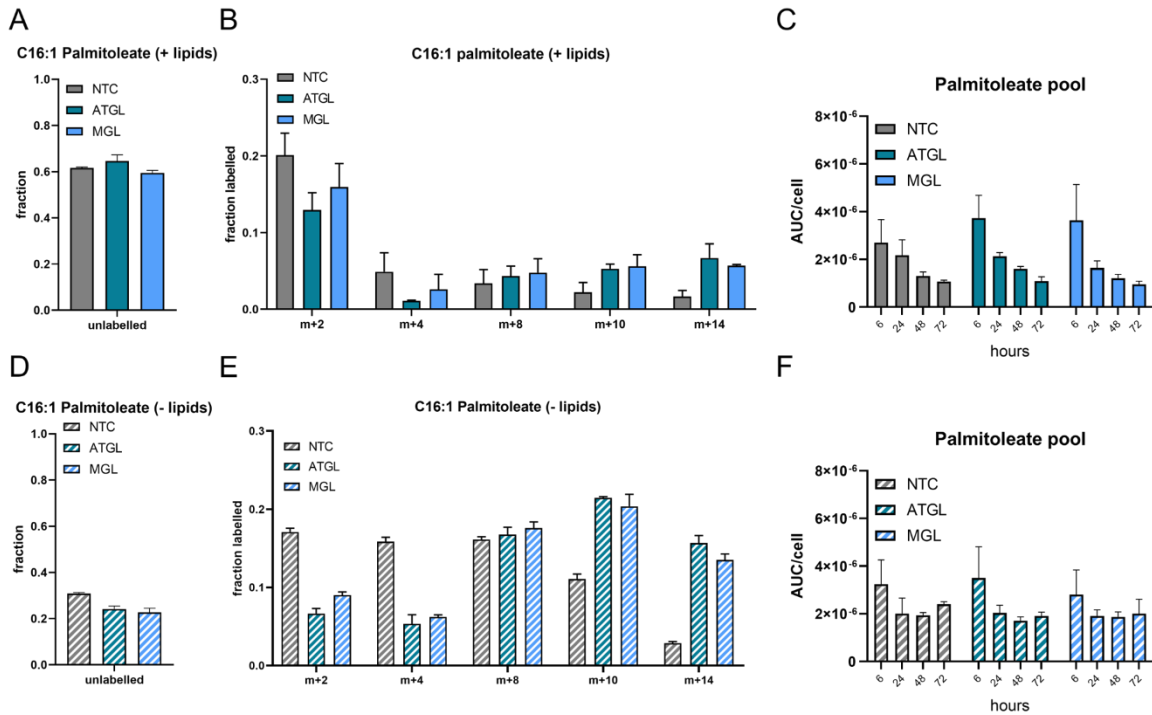 A
C16:1 Palmitoleate (+ lipids)
NTC
ATGL
MGL
fraction
1.0
0.8
0.6
0.4
0.2
0.0
unlabelled
B
C16:1 palmitoleate (+ lipids)
NTC
ATGL
MGL
fraction labelled
0.3
0.2
0.1
0.0
m+2 m+4 m+8 m+10 m+14
C
Palmitoleate pool
NTC
ATGL
MGL
AUC/cell
8×10⁻⁶
6×10⁻⁶
4×10⁻⁶
2×10⁻⁶
0
6 24 48 72 6 24 48 72 6 24 48 72
hours
D
C16:1 Palmitoleate (- lipids)
NTC
ATGL
MGL
fraction
1.0
0.8
0.6
0.4
0.2
0.0
unlabelled
E
C16:1 Palmitoleate (- lipids)
NTC
ATGL
MGL
fraction labelled
0.3
0.2
0.1
0.0
m+2 m+4 m+8 m+10 m+14
F
Palmitoleate pool
NTC
ATGL
MGL
AUC/cell
8×10⁻⁶
6×10⁻⁶
4×10⁻⁶
2×10⁻⁶
0
6 24 48 72 6 24 48 72 6 24 48 72
hours